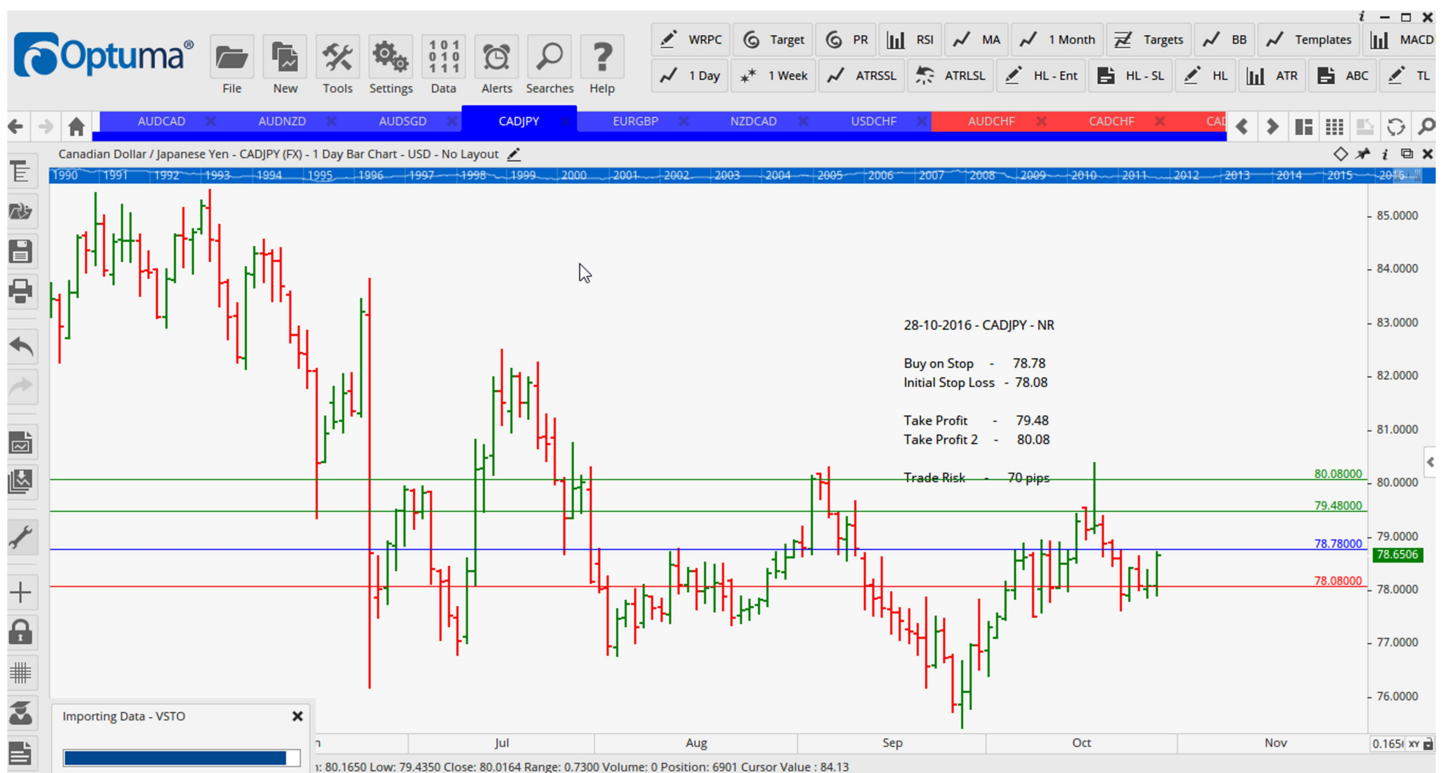 Optuma®
File
New
Tools
Settings
Data
Alerts
Searches
Help
WRPC
Target
PR
RSI
MA
1 Month
Targets
BB
Templates
MACD
1 Day
1 Week
ATRSSL
ATRLSL
HL - Ent
HL - SL
HL
ATR
ABC
TL
AUDCAD
AUDNZD
AUDSGD
CADJPY
EURGBP
NZDCAD
USDCHF
AUDCHF
CADCHF
Canadian Dollar / Japanese Yen - CADJPY (FX) - 1 Day Bar Chart - USD - No Layout
1990 1991 1992 1993 1994 1995 1996 1997 1998 1999 2000 2001 2002 2003 2004 2005 2006 2007 2008 2009 2010 2011 2012 2013 2014 2015 2016
85.0000
84.0000
83.0000
82.0000
81.0000
80.0000
79.0000
78.6506
78.0000
77.0000
76.0000
28-10-2016 - CADJPY - NR
Buy on Stop - 78.78
Initial Stop Loss - 78.08
Take Profit - 79.48
Take Profit 2 - 80.08
Trade Risk - 70 pips
80.08000
79.48000
78.78000
78.08000
Importing Data - VSTO
Jul
Aug
Sep
Oct
Nov
XY
80.1650 Low: 79.4350 Close: 80.0164 Range: 0.7300 Volume: 0 Position: 6901 Cursor Value : 84.13